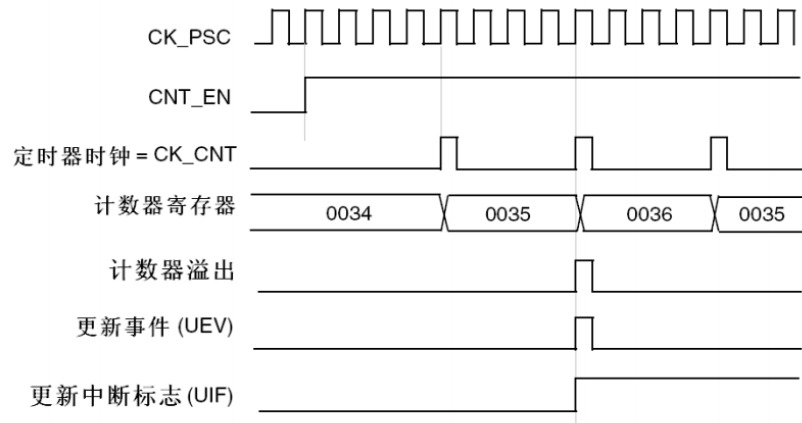 CK_PSC
CNT_EN
定时器时钟 = CK_CNT
计数器寄存器 0034 0035 0036 0035
计数器溢出
更新事件 (UEV)
更新中断标志 (UIF)